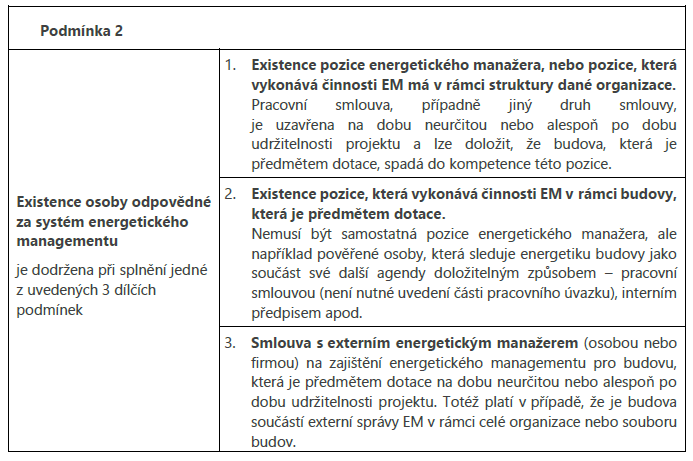 Podmínka 2
Existence osoby odpovědné
za systém energetického
managementu
je dodržena při splnění jedné
z uvedených 3 dílčích
podmínek
1. Existence pozice energetického manažera, nebo pozice, která
vykonává činnosti EM má v rámci struktury dané organizace.
Pracovní smlouva, případně jiný druh smlouvy,
je uzavřena na dobu neurčitou nebo alespoň po dobu
udržitelnosti projektu a lze doložit, že budova, která je
předmětem dotace, spadá do kompetence této pozice.
2. Existence pozice, která vykonává činnosti EM v rámci budovy,
která je předmětem dotace.
Nemusí být samostatná pozice energetického manažera, ale
například pověřené osoby, která sleduje energetiku budovy jako
součást své další agendy doložitelným způsobem – pracovní
smlouvou (není nutné uvedení části pracovního úvazku), interním
předpisem apod.
3. Smlouva s externím energetickým manažerem (osobou nebo
firmou) na zajištění energetického managementu pro budovu,
která je předmětem dotace na dobu neurčitou nebo alespoň po
dobu udržitelnosti projektu. Totéž platí v případě, že je budova
součástí externí správy EM v rámci celé organizace nebo souboru
budov.